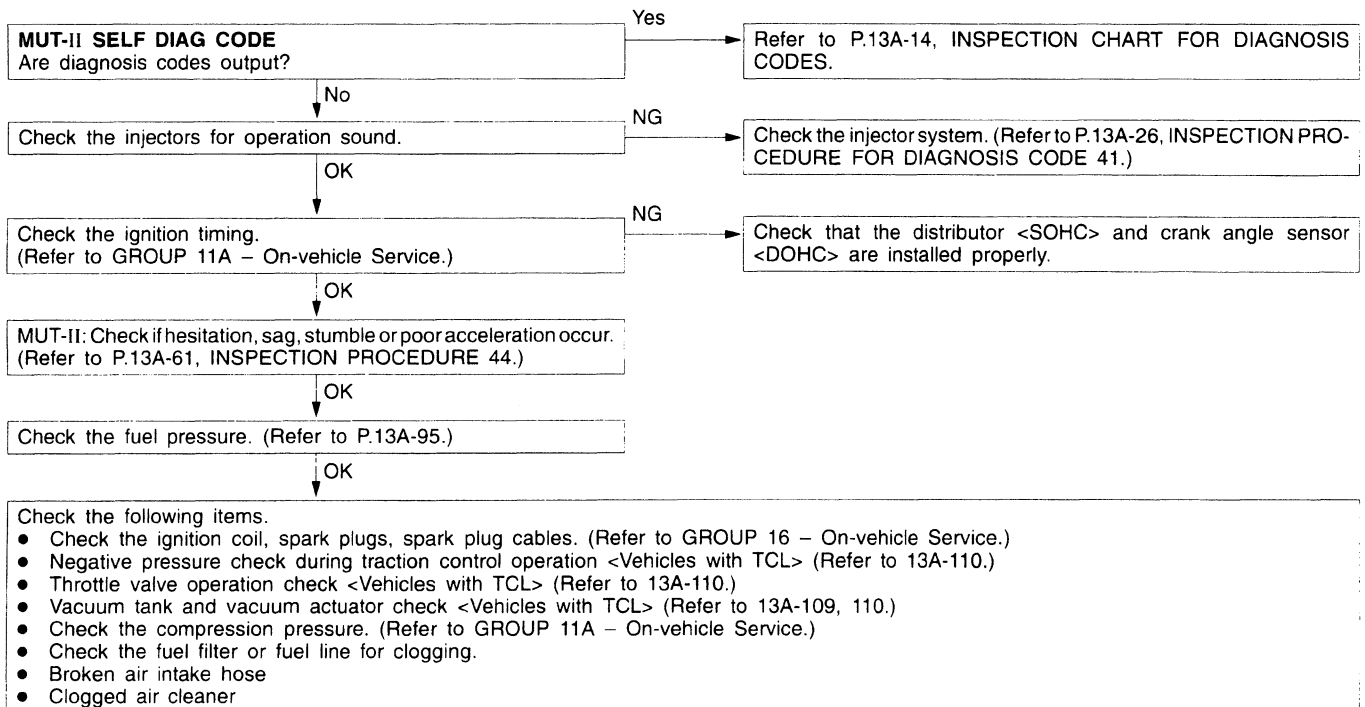 Yes
MUT-II SELF DIAG CODE
Are diagnosis codes output?
Refer to P.13A-14, INSPECTION CHART FOR DIAGNOSIS
CODES.
No
NG
Check the injectors for operation sound.
Check the injector system. (Refer to P.13A-26, INSPECTION PRO-
CEDURE FOR DIAGNOSIS CODE 41.)
OK
NG
Check the ignition timing.
(Refer to GROUP 11A – On-vehicle Service.)
Check that the distributor <SOHC> and crank angle sensor
<DOHC> are installed properly.
OK
MUT-II: Check if hesitation, sag, stumble or poor acceleration occur.
(Refer to P.13A-61, INSPECTION PROCEDURE 44.)
OK
Check the fuel pressure. (Refer to P.13A-95.)
OK
Check the following items.
● Check the ignition coil, spark plugs, spark plug cables. (Refer to GROUP 16 – On-vehicle Service.)
● Negative pressure check during traction control operation <Vehicles with TCL> (Refer to 13A-110.)
● Throttle valve operation check <Vehicles with TCL> (Refer to 13A-110.)
● Vacuum tank and vacuum actuator check <Vehicles with TCL> (Refer to 13A-109, 110.)
● Check the compression pressure. (Refer to GROUP 11A – On-vehicle Service.)
● Check the fuel filter or fuel line for clogging.
● Broken air intake hose
● Clogged air cleaner